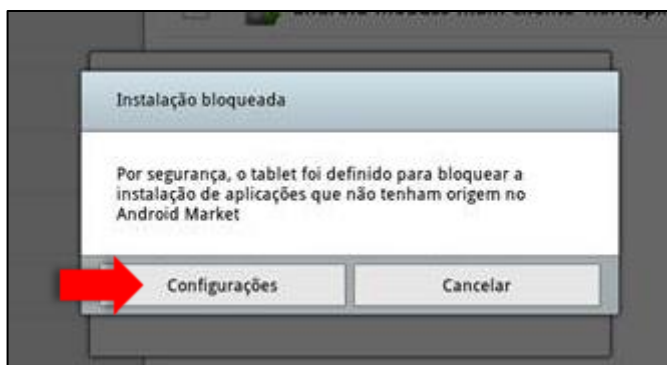 Instalação bloqueada
Por segurança, o tablet foi definido para bloquear a
instalação de aplicações que não tenham origem no
Android Market
Configurações
Cancelar